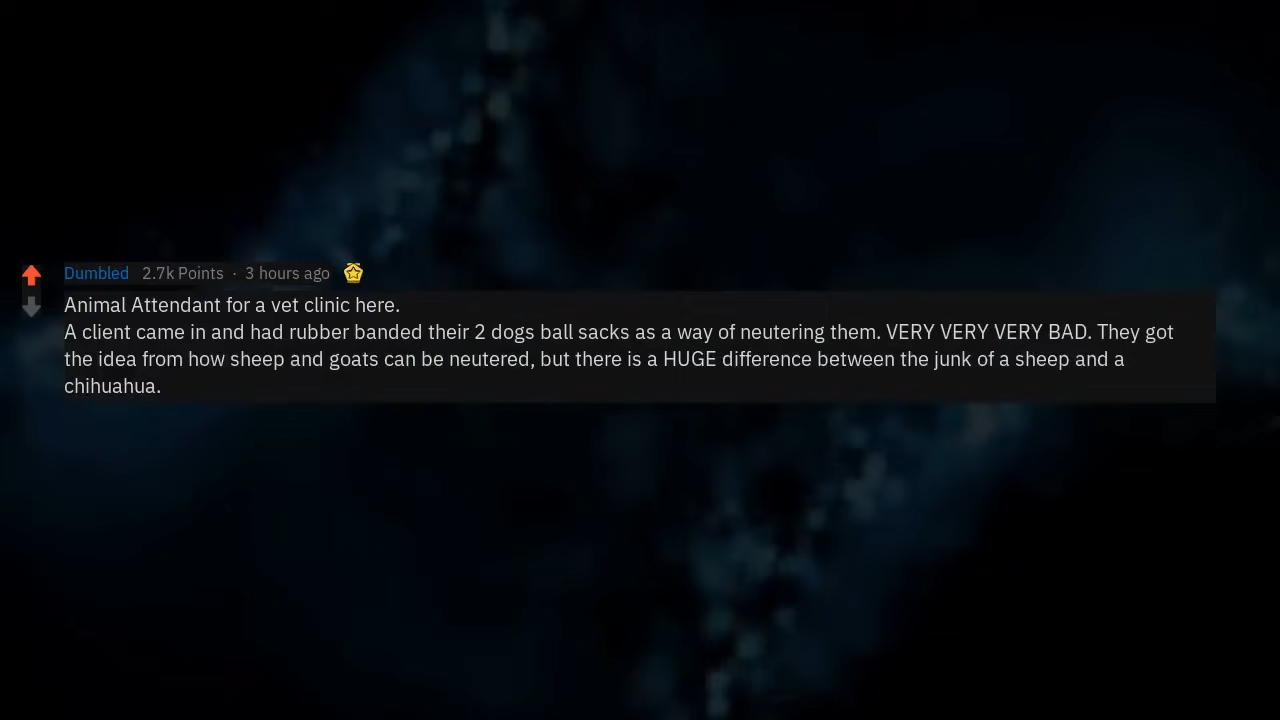 Dumbled 2.7k Points · 3 hours ago
Animal Attendant for a vet clinic here.
A client came in and had rubber banded their 2 dogs ball sacks as a way of neutering them. VERY VERY VERY BAD. They got
the idea from how sheep and goats can be neutered, but there is a HUGE difference between the junk of a sheep and a
chihuahua.